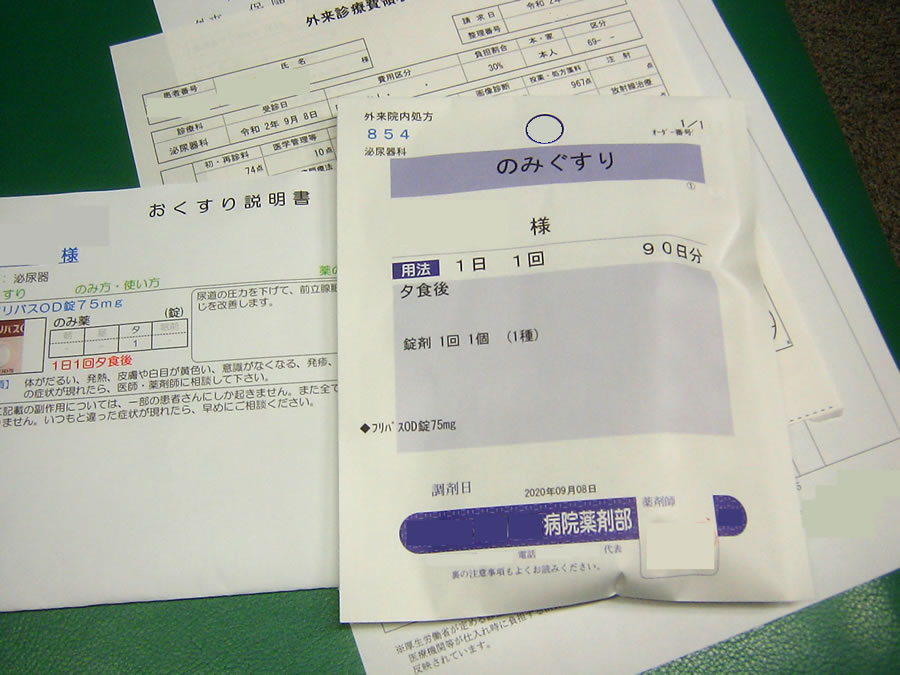 外来診療費領
請求日
令和2
整理番号
氏名
様
負担割合
本・家
区分
患者番号
費用区分
30%
本人
69-
受診日
画像診断
投薬・処方箋料
注射
診療科
令和 2年 9月 8日
967点
点
放射線治療
泌尿器科
初・再診料
医学管理等
74点
10点
おくすり説明書
様
泌尿器
のみ方・使い方
フリバスOD錠75mg
のみ薬
(錠)
夕
1
1日1回夕食後
尿道の圧力を下げて、前立腺
じを改善します。
体がだるい、発熱、皮膚や白目が黄色い、意識がなくなる、発疹、
の症状が現れたら、医師・薬剤師に相談して下さい。
記載の副作用については、一部の患者さんにしか起きません。また全て
ません。いつもと違った症状が現れたら、早めにご相談ください。
外来院内処方
854
泌尿器科
1/1
オーダー番号
のみぐすり
①
様
用法 1日 1回 90日分
夕食後
錠剤 1回 1個 (1種)
◆フリバスOD錠75mg
調剤日
2020年09月08日
薬剤師
病院薬剤部
電話
代表
裏の注意事項もよくお読みください。
※厚生労働省が定める
医療機関等が仕入れ時に負担する
反映されています。